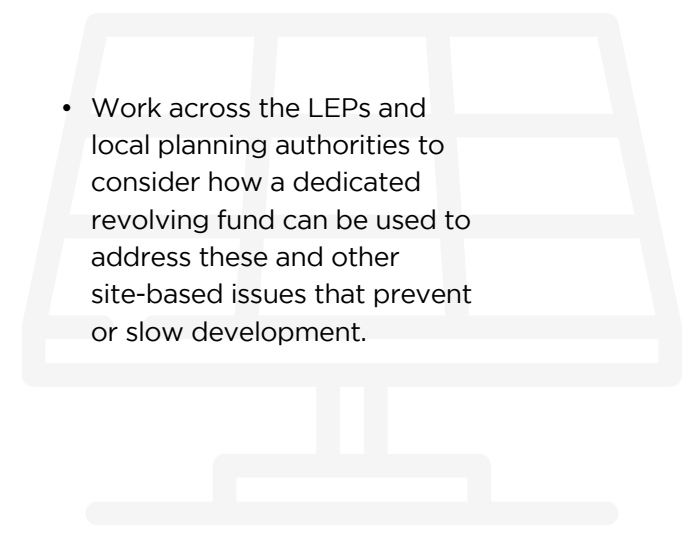 • Work across the LEPs and
local planning authorities to
consider how a dedicated
revolving fund can be used to
address these and other
site-based issues that prevent
or slow development.